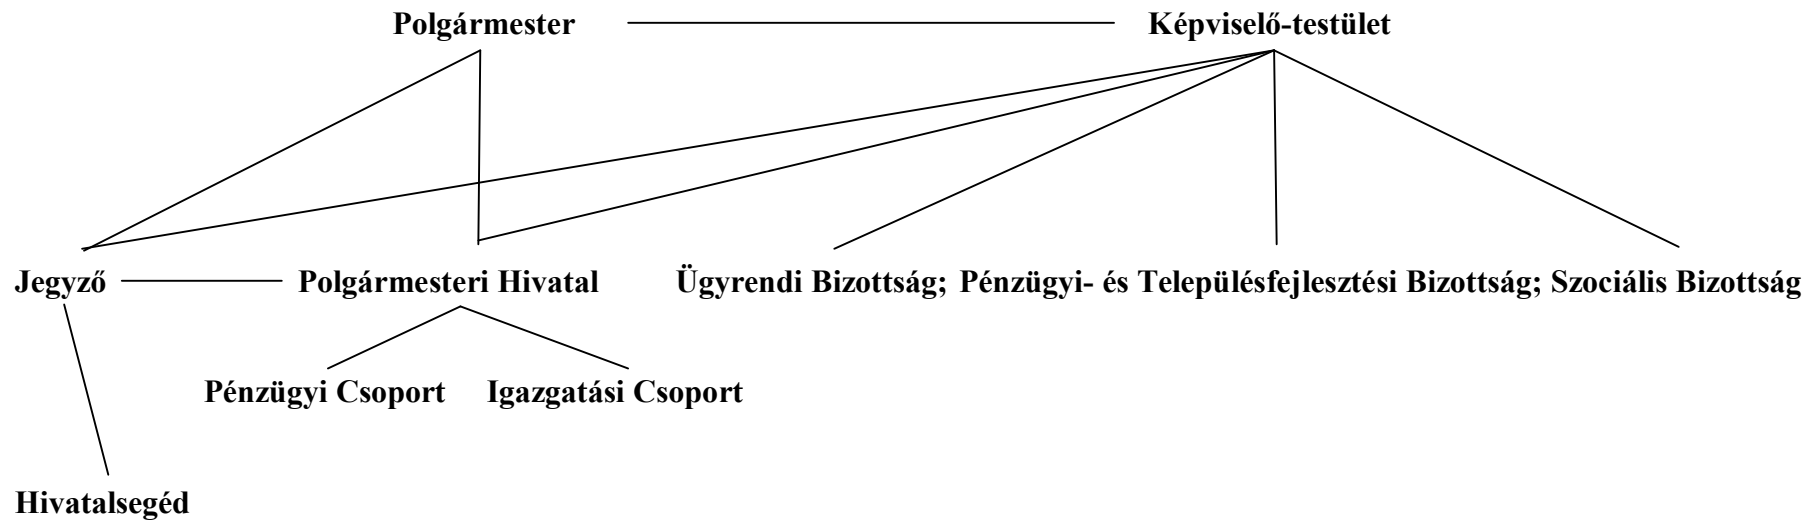 Polgármester Képviselő-testület
Jegyző Polgármesteri Hivatal Ügyrendi Bizottság; Pénzügyi- és Településfejlesztési Bizottság; Szociális Bizottság
Pénzügyi Csoport Igazgatási Csoport
Hivatalsegéd